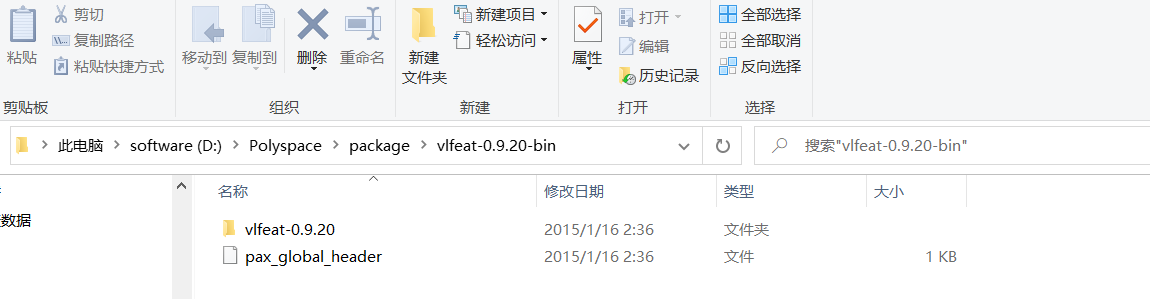 粘贴
剪切
复制路径
粘贴快捷方式
剪贴板
移动到
复制到
删除
重命名
组织
新建
文件夹
新建项目
轻松访问
新建
属性
打开
编辑
历史记录
打开
全部选择
全部取消
反向选择
选择
此电脑 > software (D:) > Polyspace > package > vlfeat-0.9.20-bin
搜索"vlfeat-0.9.20-bin"
数据
名称 修改日期 类型 大小
vlfeat-0.9.20 2015/1/16 2:36 文件夹
pax_global_header 2015/1/16 2:36 文件 1 KB